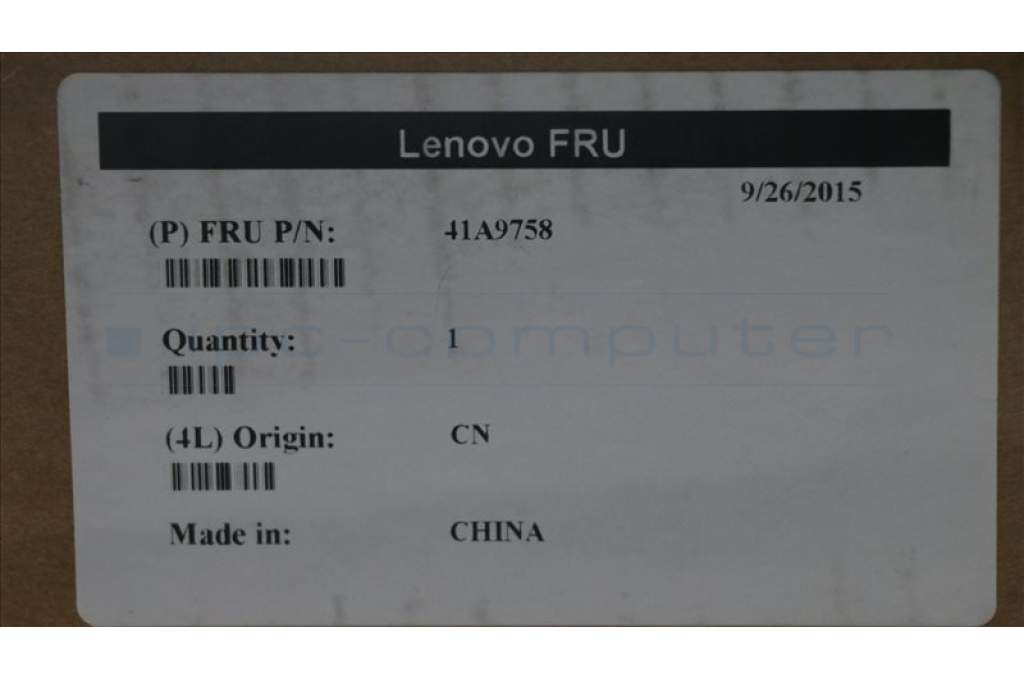 Lenovo FRU
9/26/2015
(P) FRU P/N: 41A9758
Quantity: 1
(4L) Origin: CN
Made in: CHINA